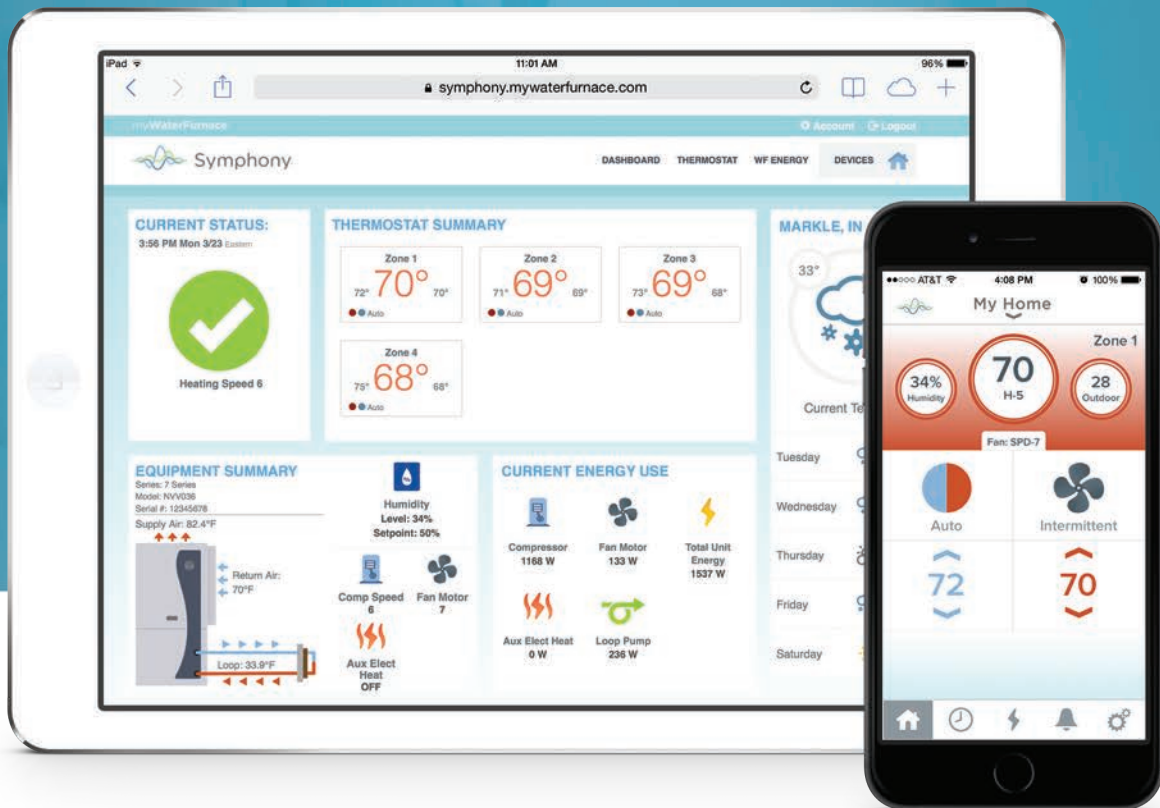 iPad
11:01 AM
96%
symphony.mywaterfurnace.com
myWaterFurnace
Account
Logout
Symphony
DASHBOARD
THERMOSTAT
WF ENERGY
DEVICES
CURRENT STATUS:
3:56 PM Mon 3/23 Eastern
Heating Speed 6
THERMOSTAT SUMMARY
Zone 1
72° 70° 70°
Auto
Zone 2
71° 69° 69°
Auto
Zone 3
73° 69° 68°
Auto
Zone 4
75° 68° 68°
Auto
MARKLE, IN
33°
Current
Tuesday
Wednesday
Thursday
Friday
Saturday
EQUIPMENT SUMMARY
Series: 7 Series
Model: NVV036
Serial #: 12345678
Supply Air: 82.4°F
Return Air:
70°F
Loop: 33.9°F
Humidity
Level: 34%
Setpoint: 50%
Comp Speed
6
Fan Motor
7
Aux Elect
Heat
OFF
CURRENT ENERGY USE
Compressor
1168 W
Fan Motor
133 W
Total Unit
Energy
1537 W
Aux Elect Heat
0 W
Loop Pump
236 W
AT&T
4:08 PM
100%
My Home
Zone 1
34%
Humidity
70
H-5
28
Outdoor
Fan: SPD-7
Auto
Intermittent
72
70